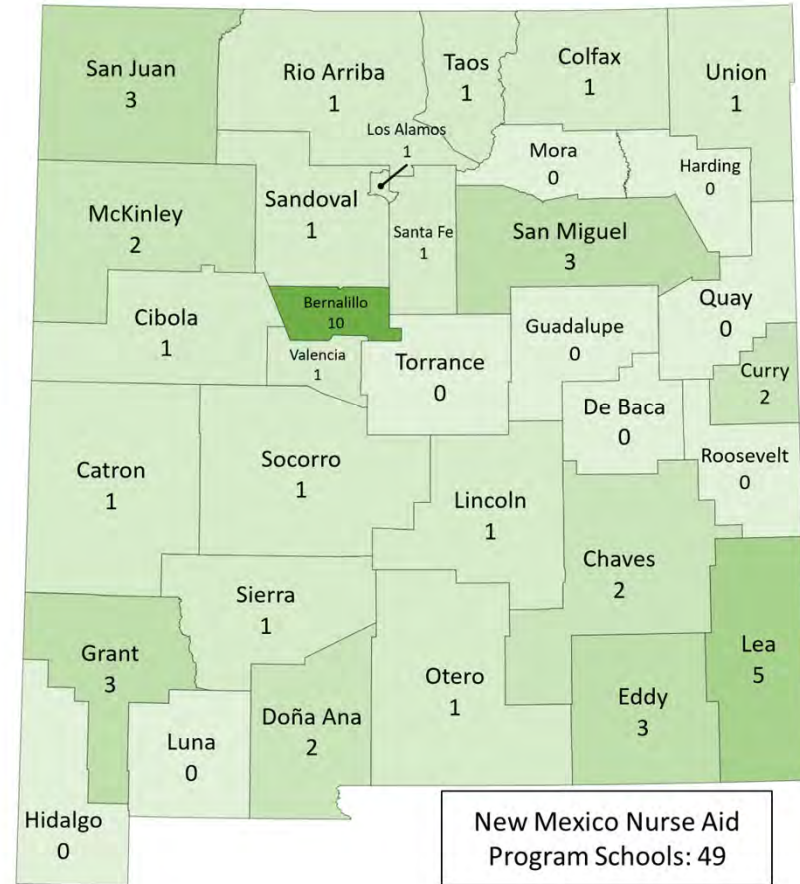 San Juan
3
Rio Arriba
1
Taos
1
Colfax
1
Union
1
Los Alamos
1
Mora
0
Harding
0
McKinley
2
Sandoval
1
Santa Fe
1
San Miguel
3
Quay
0
Cibola
1
Bernalillo
10
Valencia
1
Torrance
0
Guadalupe
0
Curry
2
De Baca
0
Roosevelt
0
Catron
1
Socorro
1
Lincoln
1
Chaves
2
Sierra
1
Grant
3
Doña Ana
2
Otero
1
Eddy
3
Lea
5
Luna
0
Hidalgo
0
New Mexico Nurse Aid
Program Schools: 49